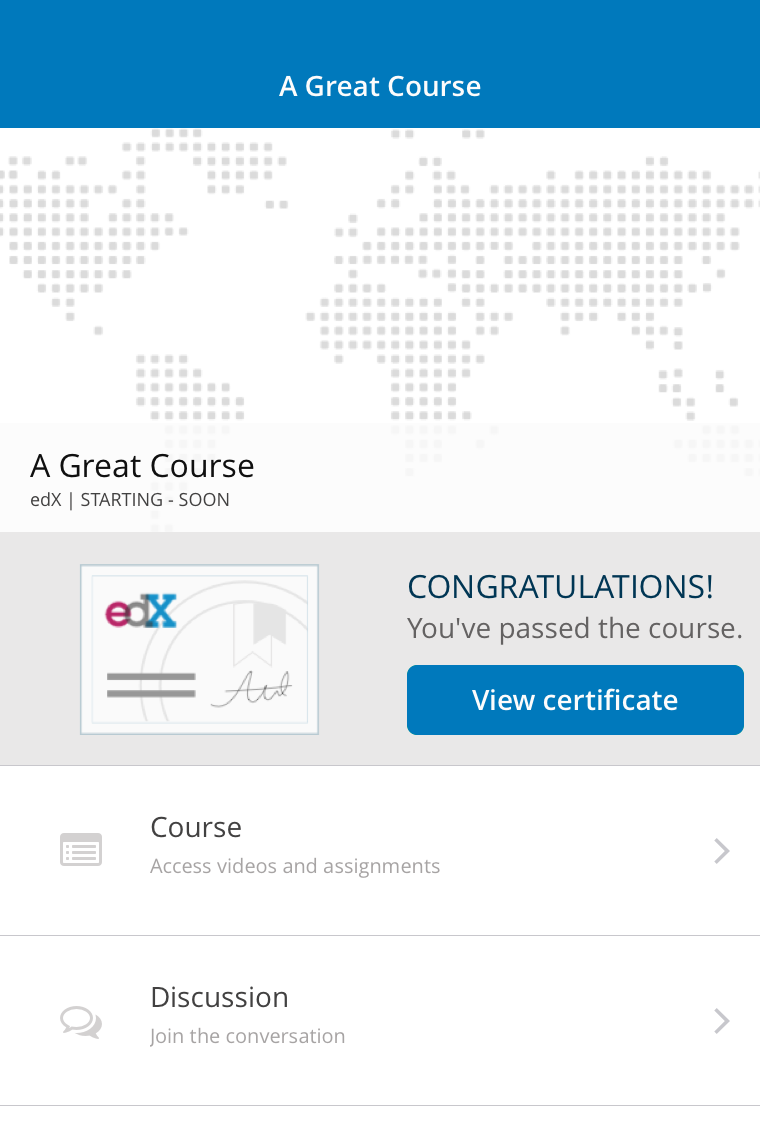 A Great Course
A Great Course
edX | STARTING - SOON
edX
CONGRATULATIONS!
You've passed the course.
View certificate
Course
Access videos and assignments
Discussion
Join the conversation